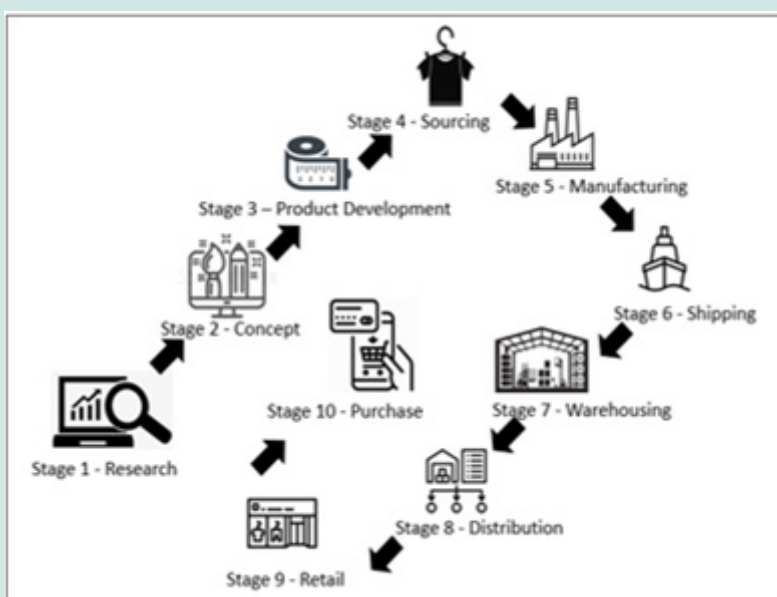 Stage 1 - Research
Stage 2 - Concept
Stage 3 – Product Development
Stage 4 - Sourcing
Stage 5 - Manufacturing
Stage 6 - Shipping
Stage 7 - Warehousing
Stage 8 - Distribution
Stage 9 - Retail
Stage 10 - Purchase